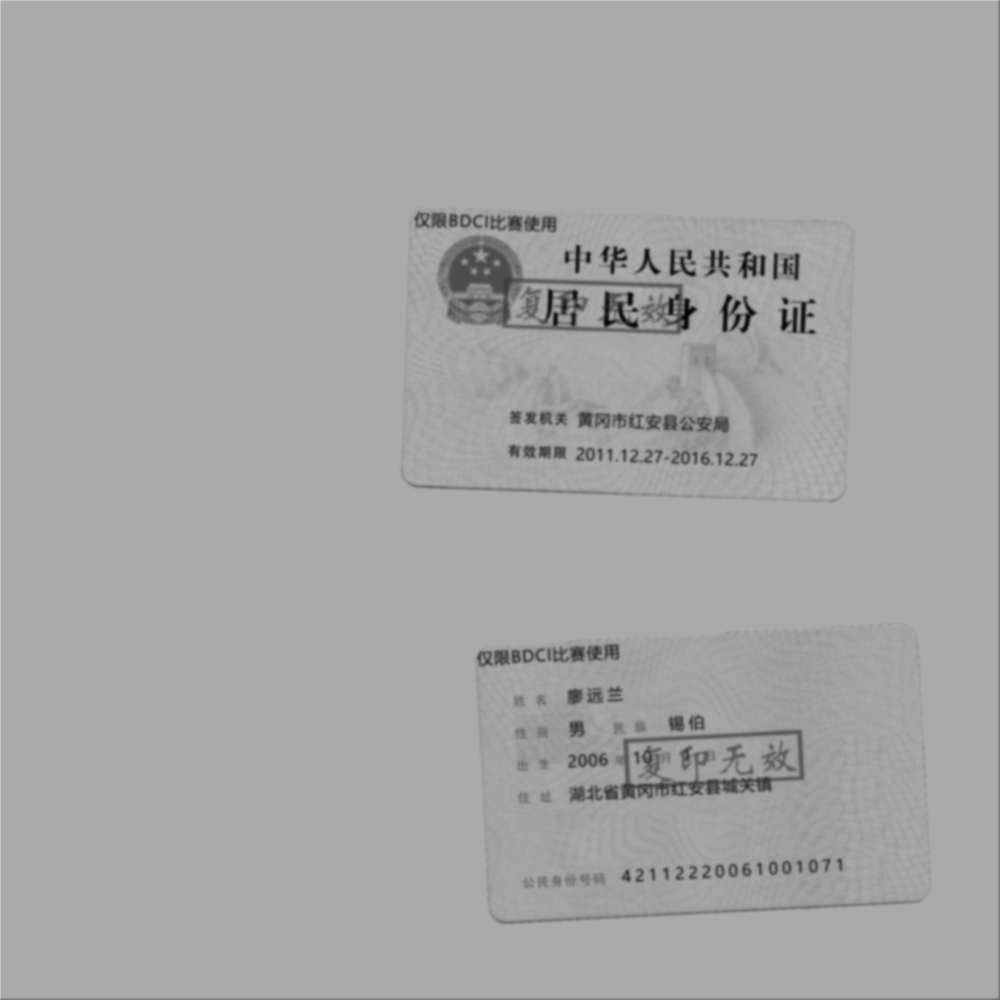 仅限BDCI比赛使用
中华人民共和国
居民身份证
复印无效
签发机关 黄冈市红安县公安局
有效期限 2011.12.27-2016.12.27
仅限BDCI比赛使用
姓名 廖远兰
性别 男 民族 锡伯
出生 2006 年 10 月 日
复印无效
住址 湖北省黄冈市红安县城关镇
公民身份号码 421122220061001071